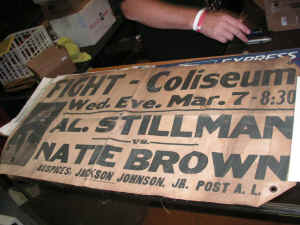 EXPRESS
FIGHT - Coliseum
Wed. Eve. Mar. 7 - 8:30
AL. STILLMAN
VS.
NATIE BROWN
AUSPICES: JACKSON JOHNSON, JR. POST A. L.